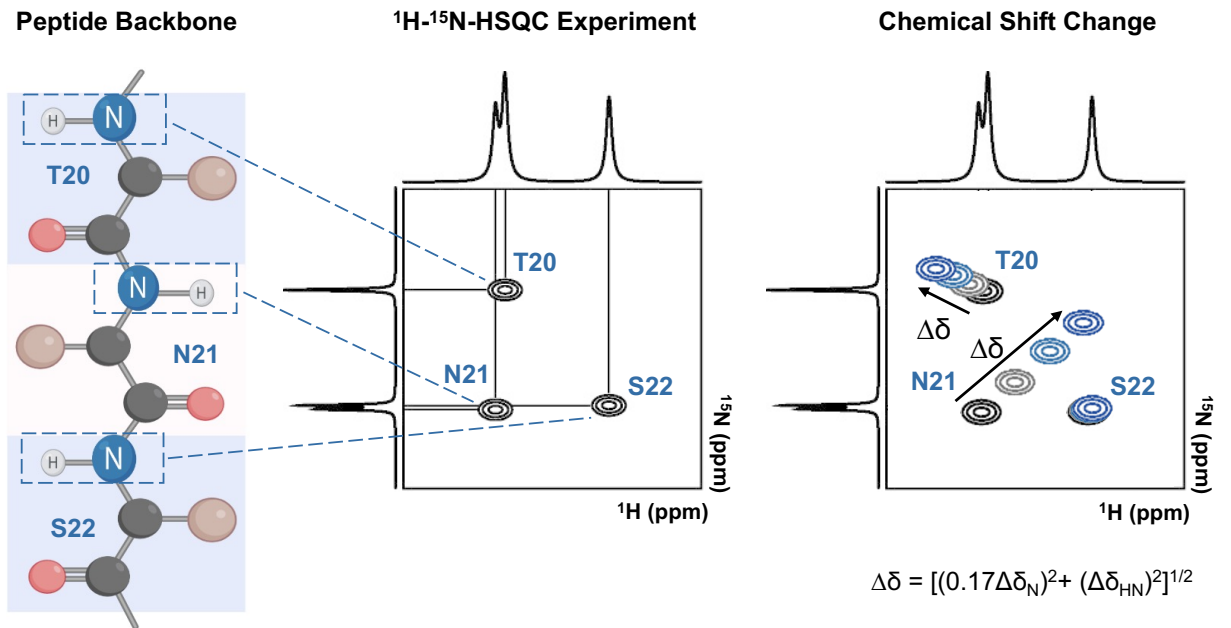 Peptide Backbone
¹H-¹⁵N-HSQC Experiment
Chemical Shift Change
H
N
T20
N
H
N21
H
N
S22
T20
N21
S22
¹⁵N (ppm)
¹H (ppm)
T20
Δδ
Δδ
N21
S22
¹⁵N (ppm)
¹H (ppm)
Δδ = [(0.17Δδ_N)²+ (Δδ_HN)²]¹/²